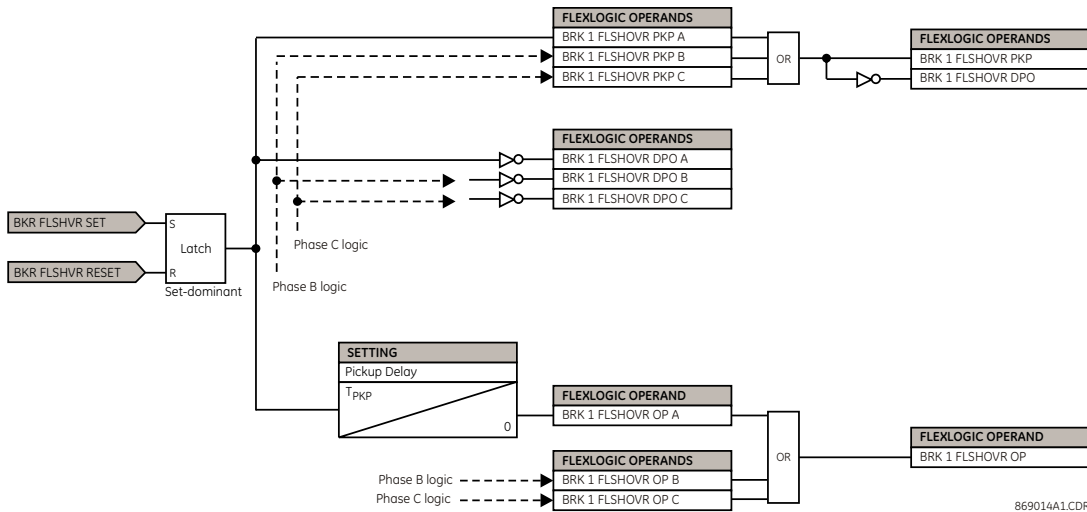 FLEXLOGIC OPERANDS
BRK 1 FLSHOVR PKP A
BRK 1 FLSHOVR PKP B
BRK 1 FLSHOVR PKP C
OR
FLEXLOGIC OPERANDS
BRK 1 FLSHOVR PKP
BRK 1 FLSHOVR DPO
FLEXLOGIC OPERANDS
BRK 1 FLSHOVR DPO A
BRK 1 FLSHOVR DPO B
BRK 1 FLSHOVR DPO C
BKR FLSHVR SET
S
Latch
BKR FLSHVR RESET
R
Set-dominant
Phase C logic
Phase B logic
SETTING
Pickup Delay
TPKP
0
FLEXLOGIC OPERAND
BRK 1 FLSHOVR OP A
FLEXLOGIC OPERANDS
Phase B logic
BRK 1 FLSHOVR OP B
Phase C logic
BRK 1 FLSHOVR OP C
OR
FLEXLOGIC OPERAND
BRK 1 FLSHOVR OP
869014A1.CDR